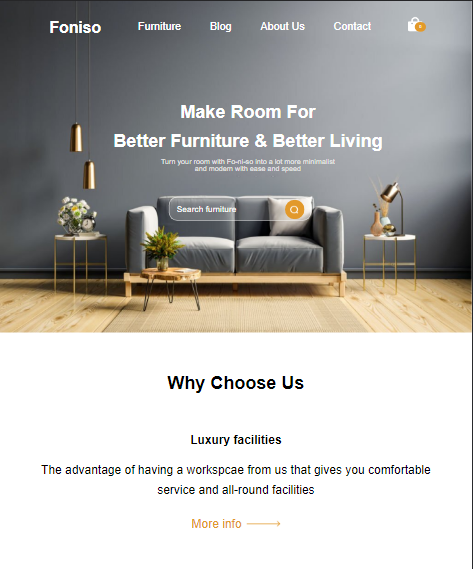 Foniso Furniture Blog About Us Contact
0
Make Room For
Better Furniture & Better Living
Turn your room with Fo-ni-so into a lot more minimalist
and modern with ease and speed
Search furniture
Why Choose Us
Luxury facilities
The advantage of having a workspcae from us that gives you comfortable
service and all-round facilities
More info